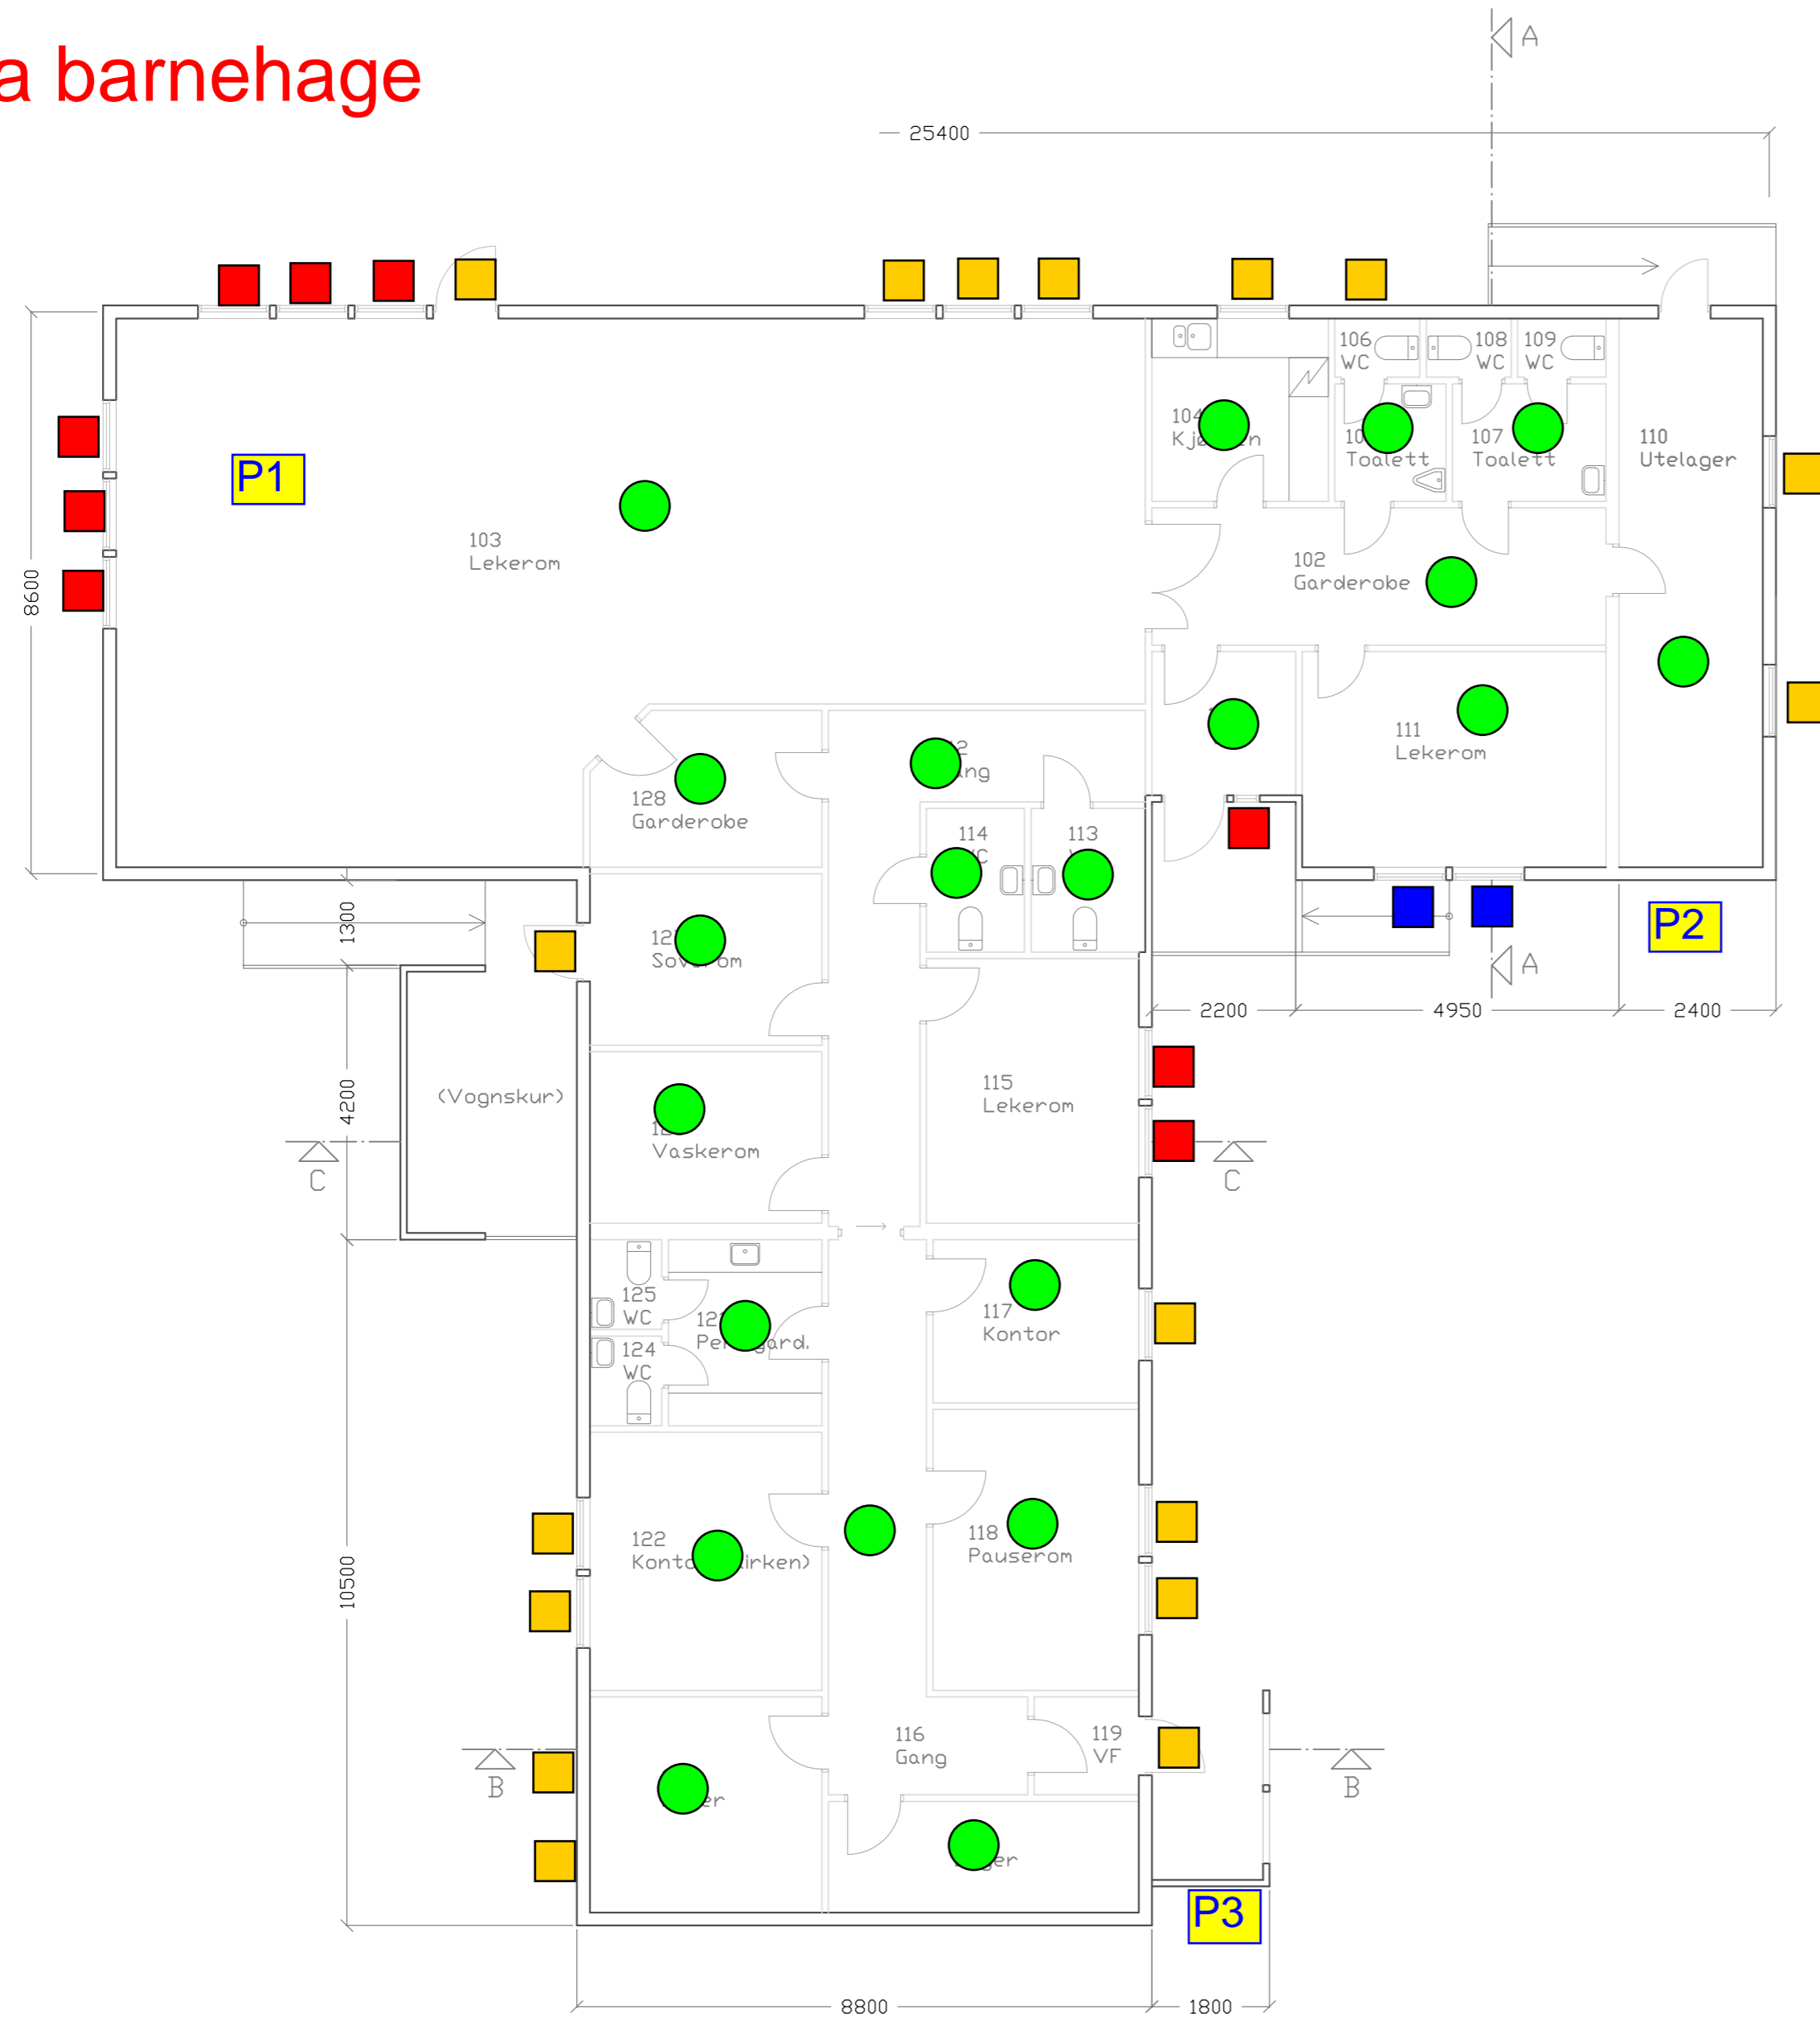 a barnehage
A
25400
106
WC
108
WC
109
WC
104
107
Toalett
Toalett
110
Utelager
P1
103
Lekerom
102
Garderobe
8600
111
Lekerom
128
Garderobe
114
113
1300
P2
A
2200
4950
2400
(Vognskur)
4200
115
Lekerom
Vaskerom
C
C
125
WC
124
WC
117
Kontor
122
118
Pauserom
10500
116
Gang
119
VF
B
B
P3
8800
1800